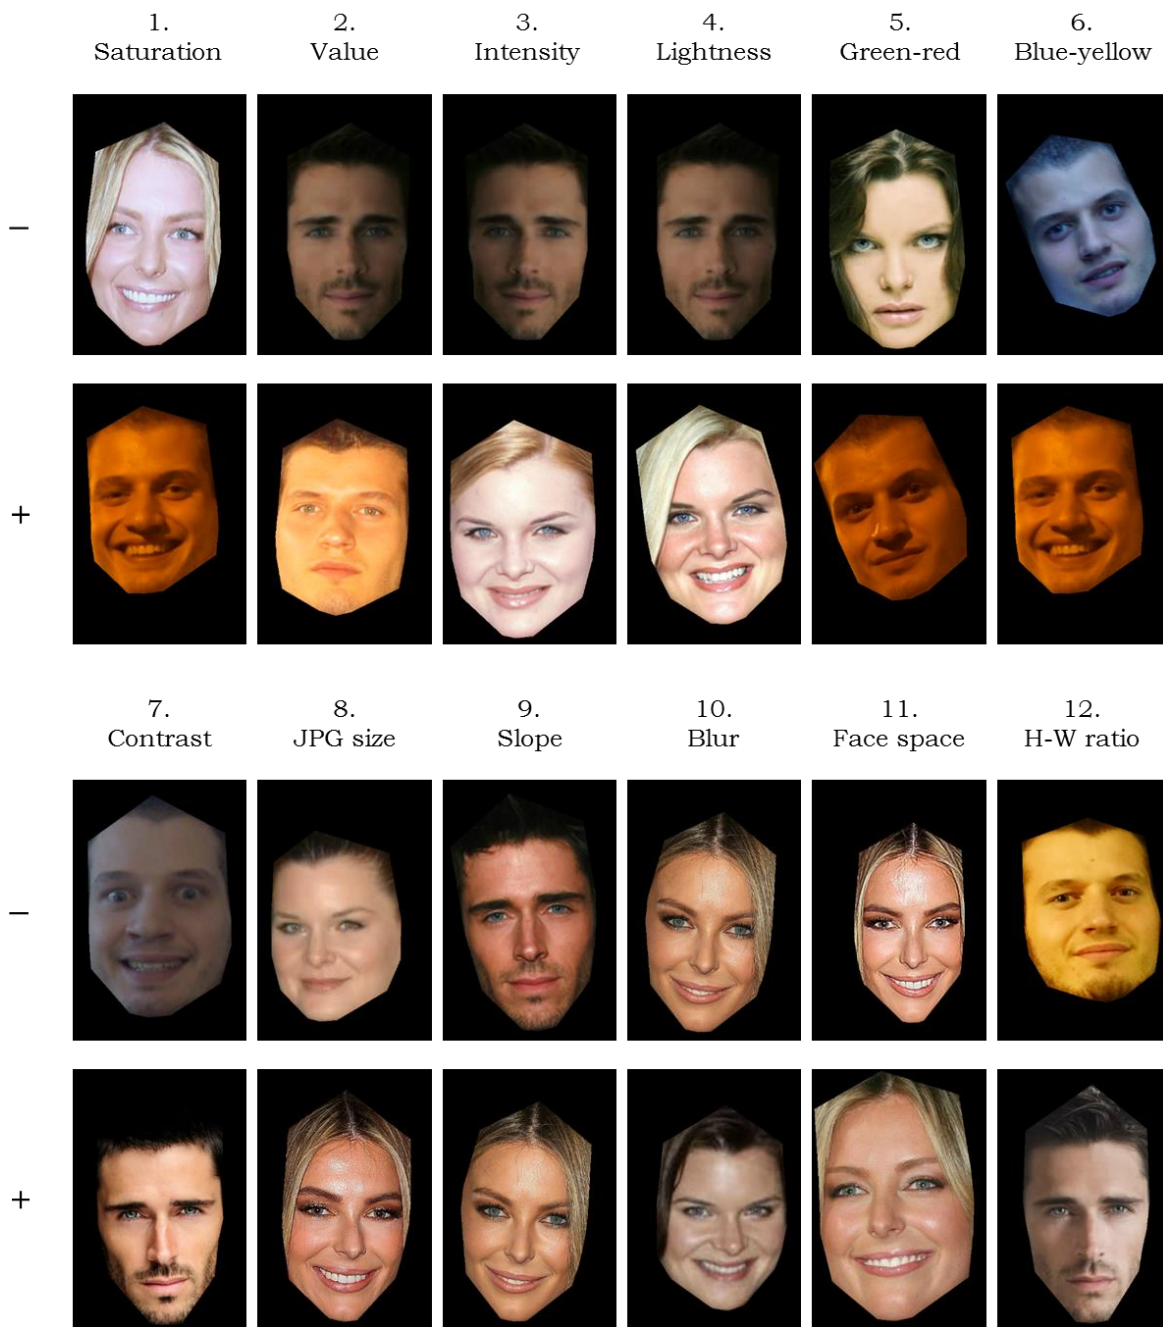 1. 2. 3. 4. 5. 6.
Saturation Value Intensity Lightness Green-red Blue-yellow
−
+
7. 8. 9. 10. 11. 12.
Contrast JPG size Slope Blur Face space H-W ratio
−
+